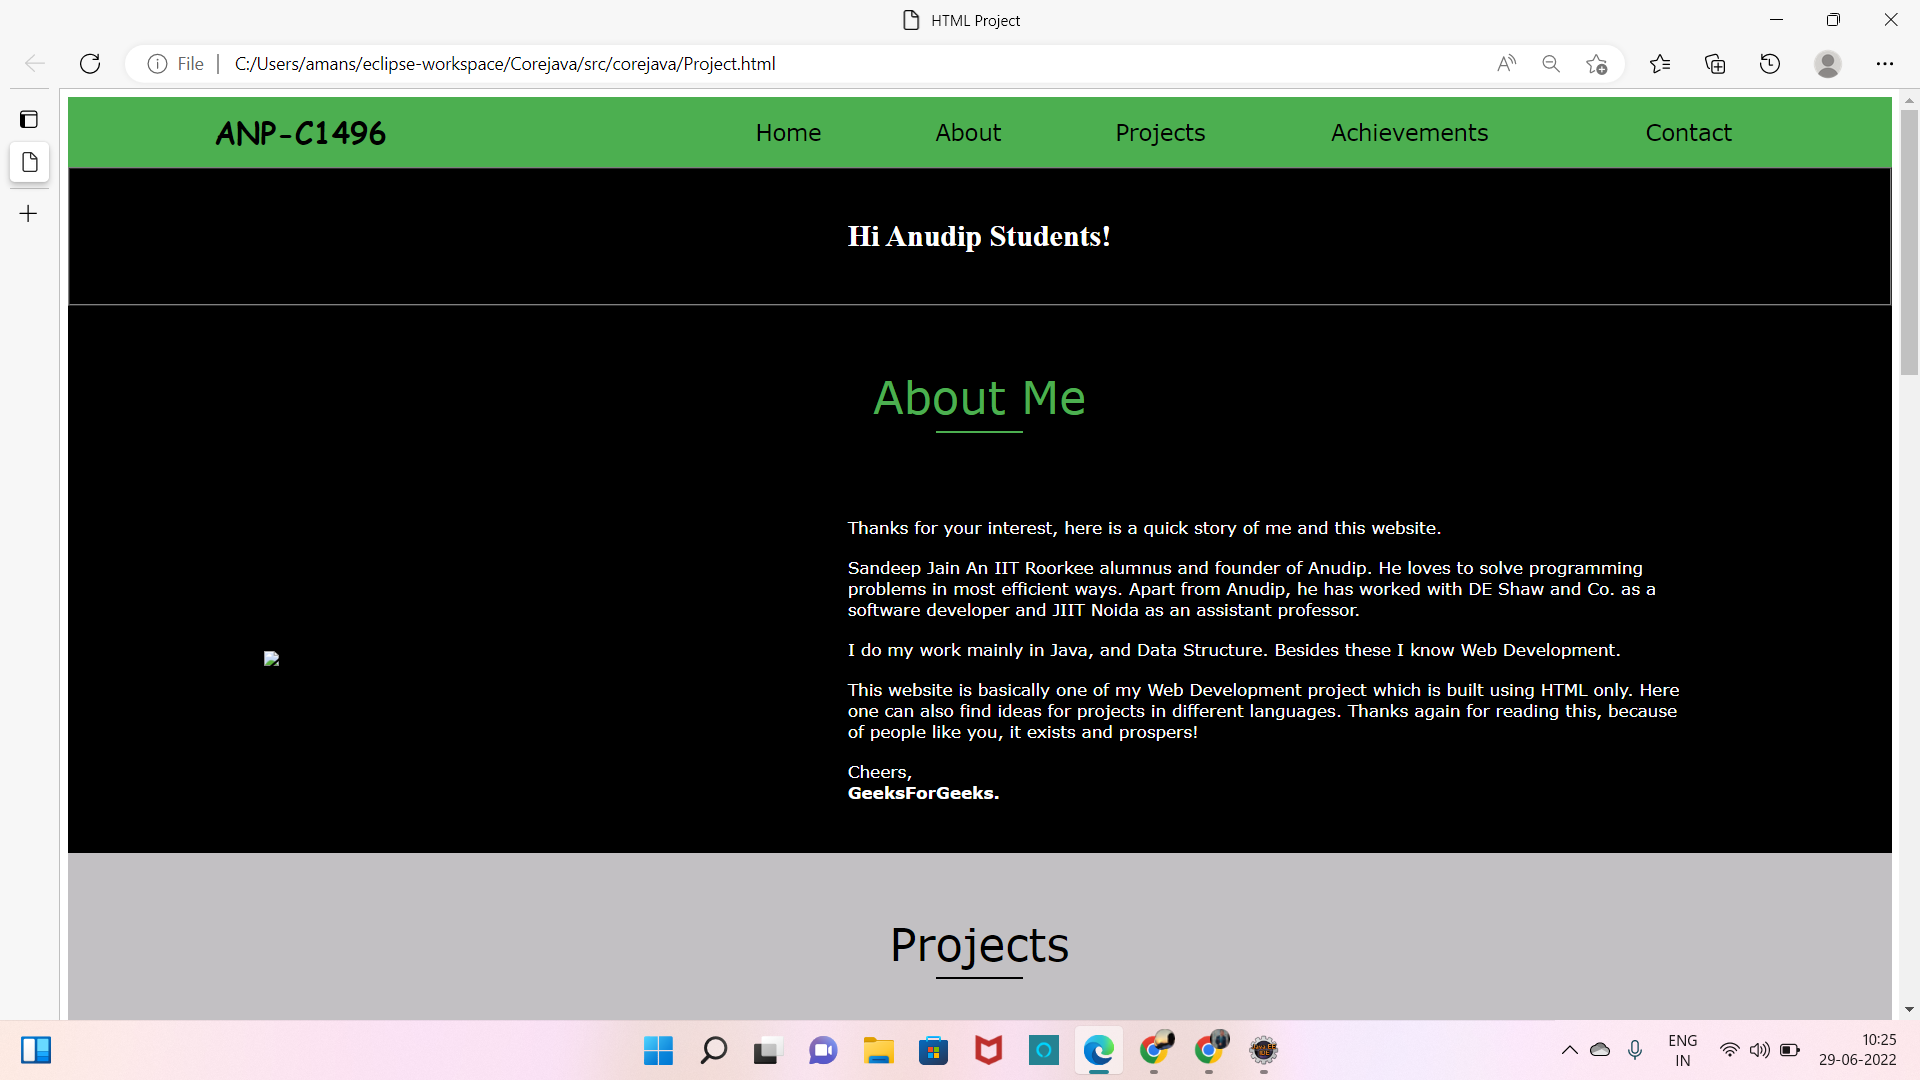 HTML Project
File | C:/Users/amans/eclipse-workspace/Corejava/src/corejava/Project.html
ANP-C1496 Home About Projects Achievements Contact
Hi Anudip Students!
About Me
Thanks for your interest, here is a quick story of me and this website.
Sandeep Jain An IIT Roorkee alumnus and founder of Anudip. He loves to solve programming
problems in most efficient ways. Apart from Anudip, he has worked with DE Shaw and Co. as a
software developer and JIIT Noida as an assistant professor.
I do my work mainly in Java, and Data Structure. Besides these I know Web Development.
This website is basically one of my Web Development project which is built using HTML only. Here
one can also find ideas for projects in different languages. Thanks again for reading this, because
of people like you, it exists and prospers!
Cheers,
GeeksForGeeks.
Projects
ENG
IN
10:25
29-06-2022